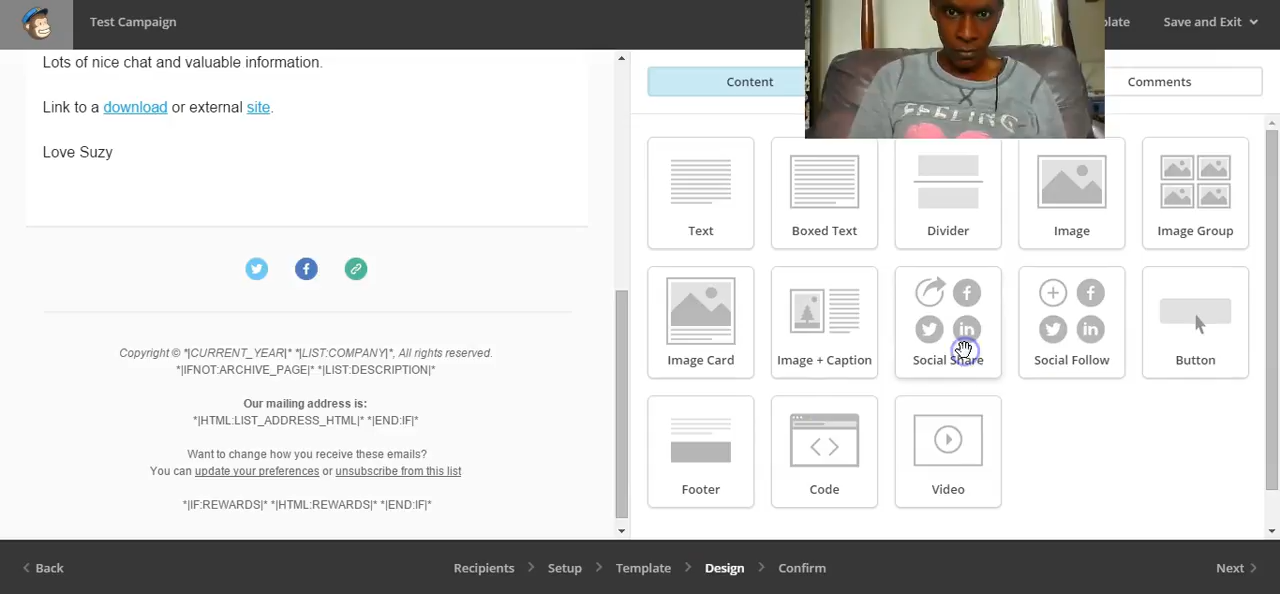 Test Campaign
plate
Save and Exit
Lots of nice chat and valuable information.
Link to a download or external site.
Love Suzy
Copyright © *|CURRENT_YEAR|* *|LIST:COMPANY|*, All rights reserved.
*|IFNOT:ARCHIVE_PAGE|* *|LIST:DESCRIPTION|*
Our mailing address is:
*|HTML:LIST_ADDRESS_HTML|* *|END:IF|*
Want to change how you receive these emails?
You can update your preferences or unsubscribe from this list
*|IF:REWARDS|* *|HTML:REWARDS|* *|END:IF|*
Content
Comments
FEELING
Text
Boxed Text
Divider
Image
Image Group
Image Card
Image + Caption
Social Share
Social Follow
Button
Footer
Code
Video
Back
Recipients
Setup
Template
Design
Confirm
Next